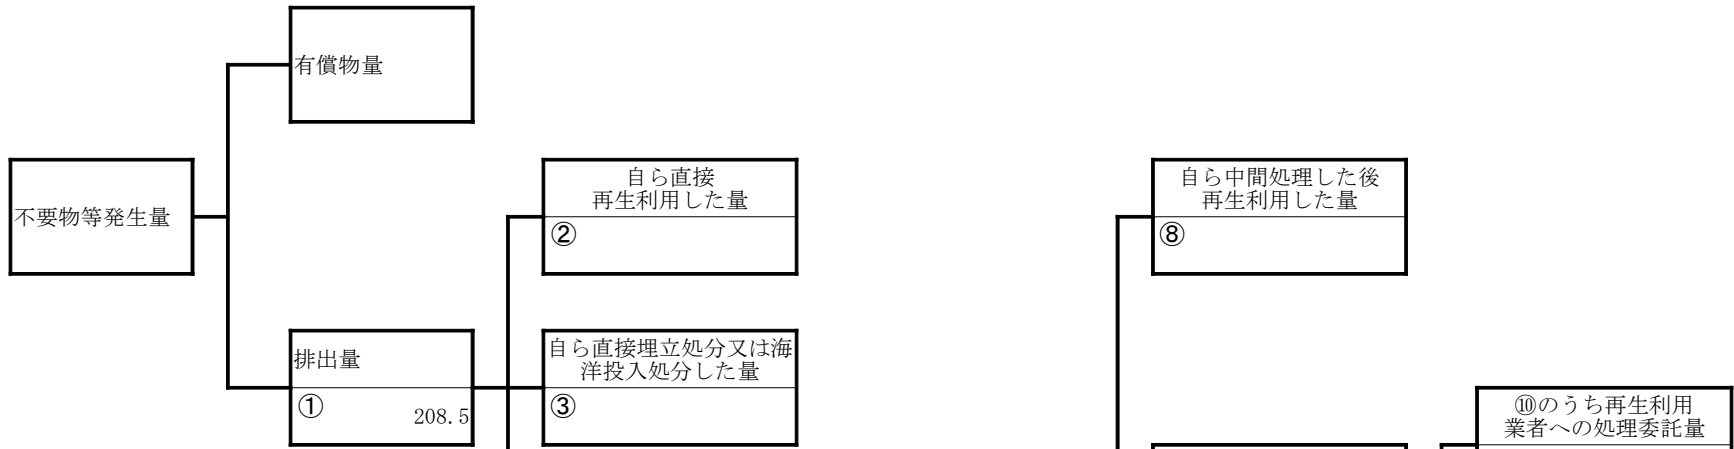 有償物量
不要物等発生量
自ら直接
再生利用した量
②
自ら中間処理した後
再生利用した量
⑧
排出量
①
208.5
自ら直接埋立処分又は海
洋投入処分した量
③
⑩のうち再生利用
業者への処理委託量